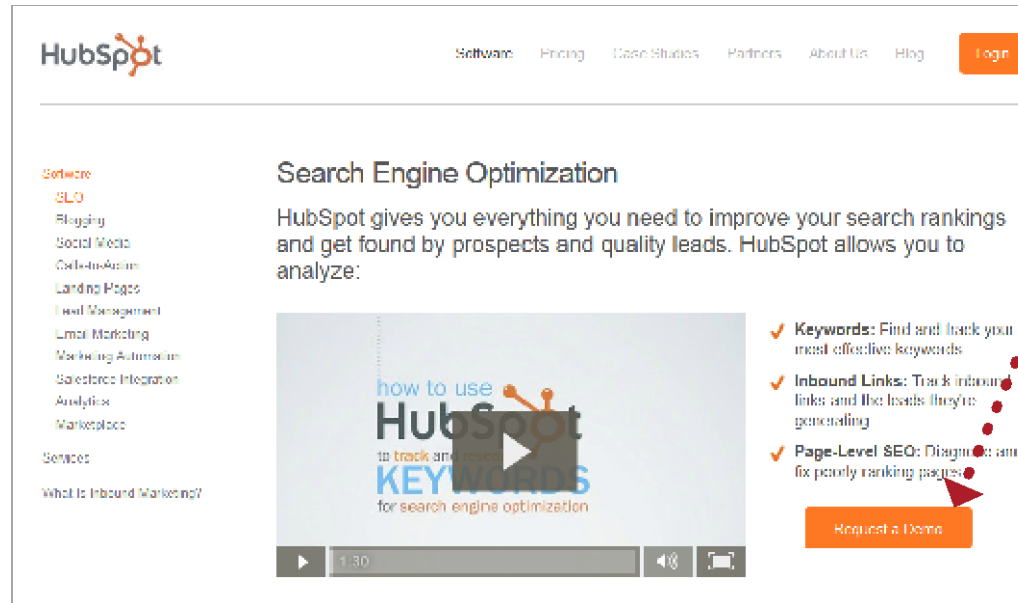 HubSpot
Software Pricing Case Studies Partners About Us Blog Login
Software
SEO
Blogging
Social Media
Calls-to-Action
Landing Pages
Lead Management
Email Marketing
Marketing Automation
Salesforce Integration
Analytics
Marketplace
Services
What Is Inbound Marketing?
Search Engine Optimization
HubSpot gives you everything you need to improve your search rankings
and get found by prospects and quality leads. HubSpot allows you to
analyze:
how to use
HubSpot
to track and research
KEYWORDS
for search engine optimization
1:30
Keywords: Find and track your
most effective keywords
Inbound Links: Track inbound
links and the leads they're
generating
Page-Level SEO: Diagnose and
fix poorly ranking pages
Request a Demo